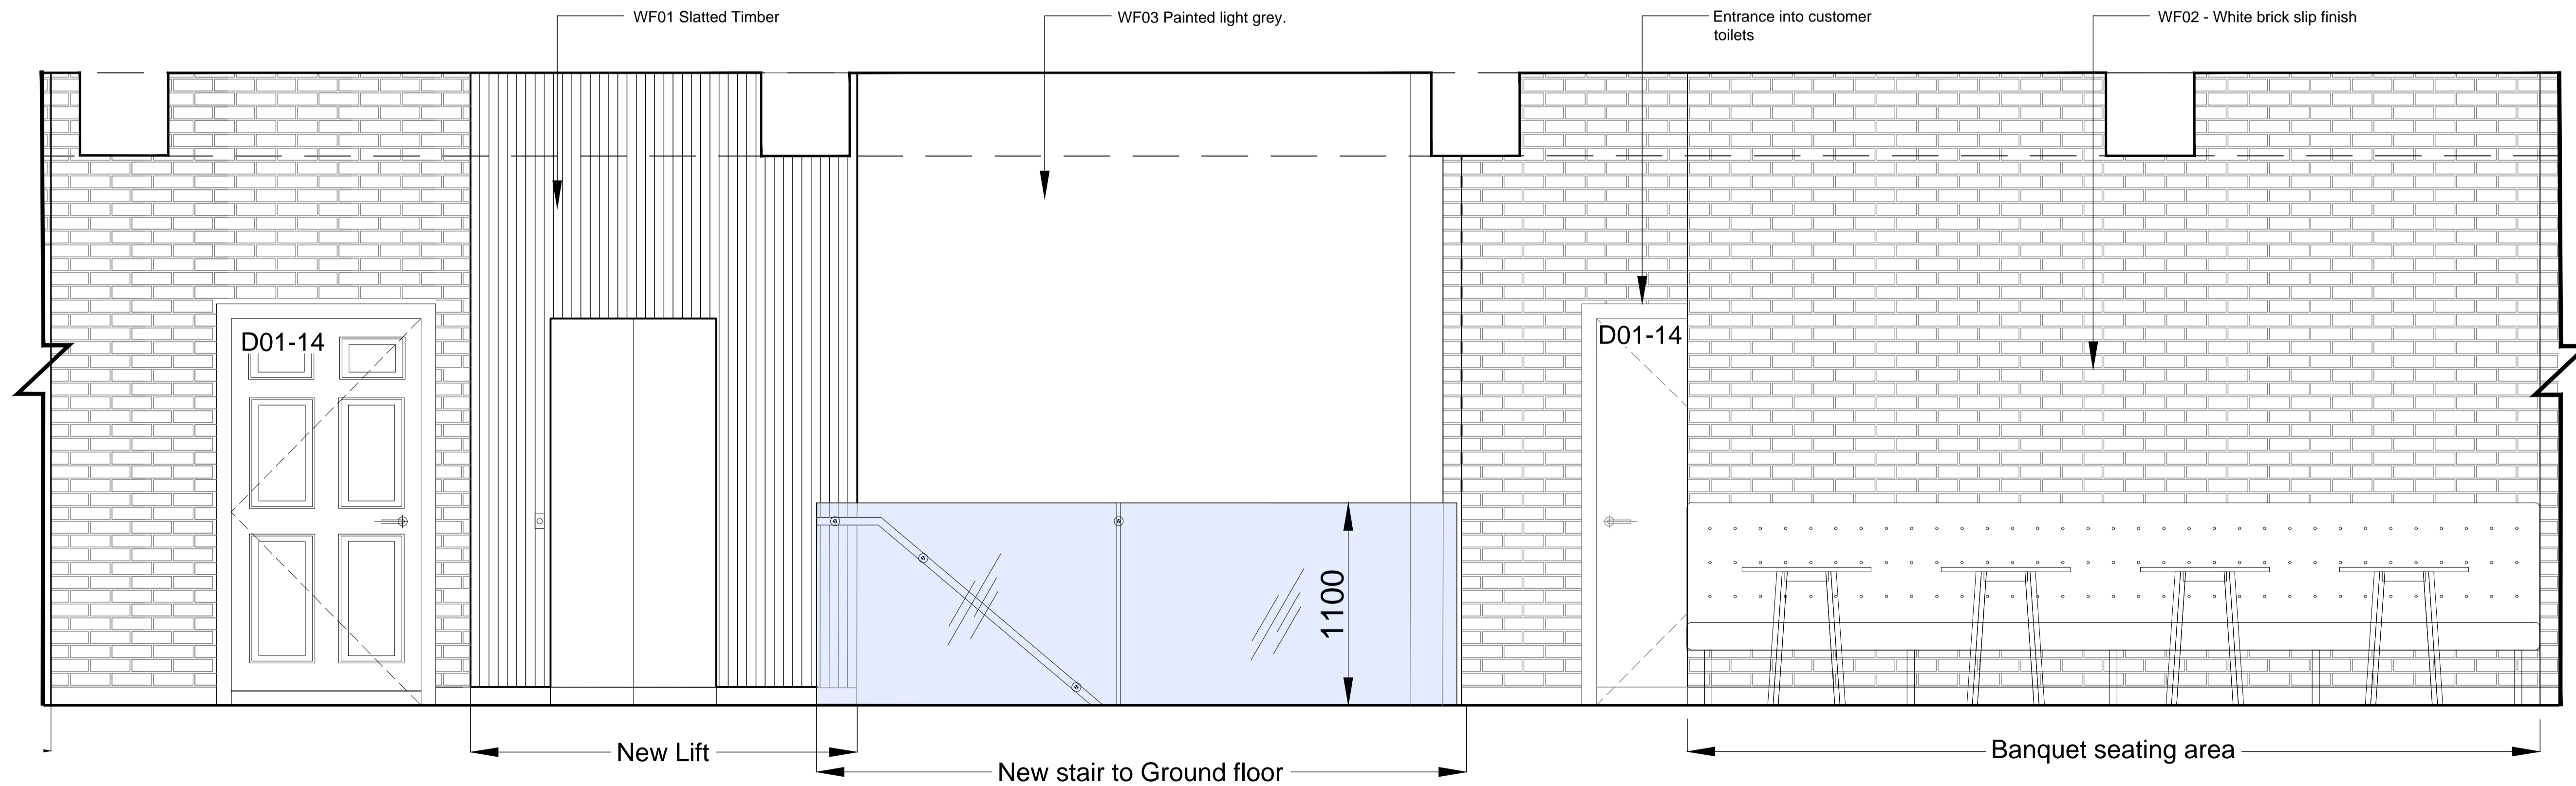 WF01 Slatted Timber
WF03 Painted light grey.
Entrance into customer
toilets
WF02 - White brick slip finish
D01-14
D01-14
1100
New Lift
New stair to Ground floor
Banquet seating area